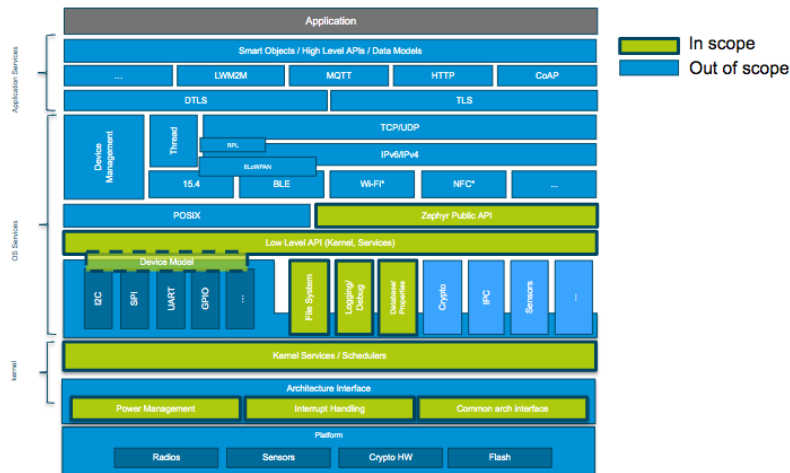 Application
In scope
Out of scope
Application Services
Smart Objects / High Level APIs / Data Models
...
LWM2M
MQTT
HTTP
CoAP
DTLS
TLS
OS Services
Device
Management
Thread
TCP/UDP
RPL
IPv6/IPv4
6LoWPAN
15.4
BLE
Wi-Fi*
NFC*
...
POSIX
Zephyr Public API
Low Level API (Kernel, Services)
Device Model
I2C
SPI
UART
GPIO
...
File System
Logging/
Debug
Database/
Properties
Crypto
IPC
Sensors
...
kernel
Kernel Services / Schedulers
Architecture Interface
Power Management
Interrupt Handling
Common arch interface
Platform
Radios
Sensors
Crypto HW
Flash